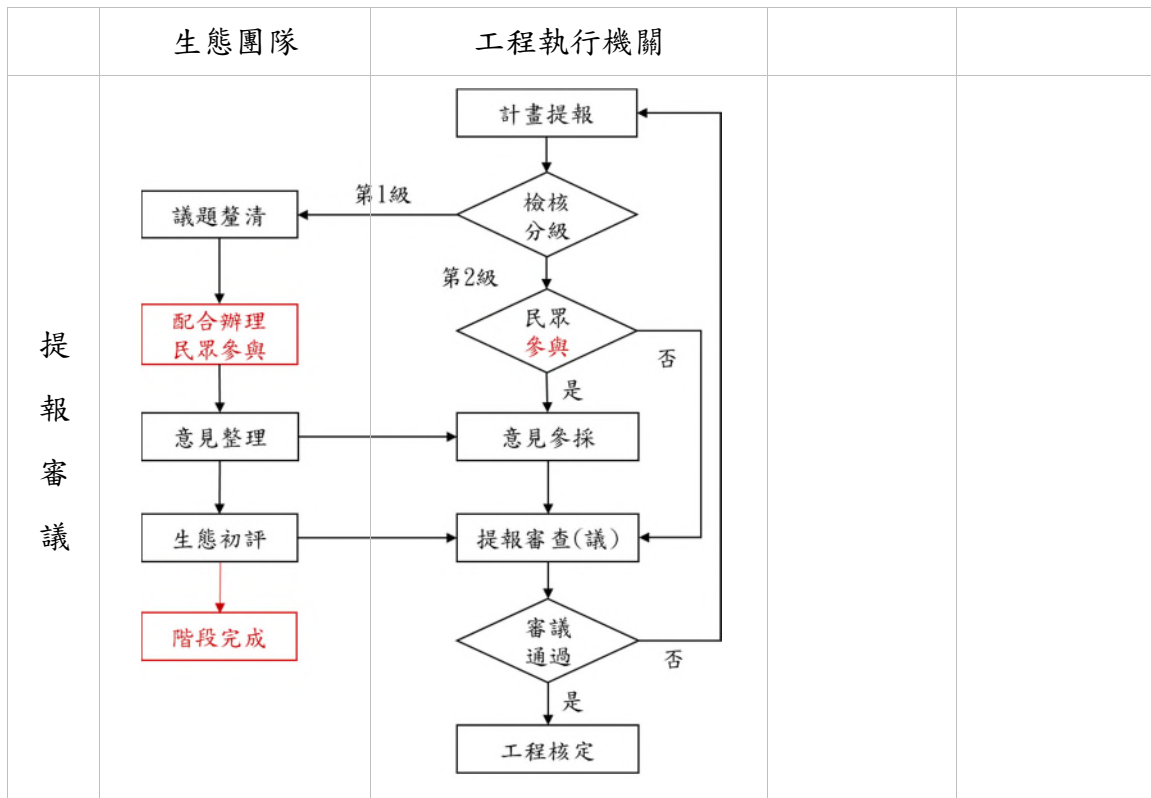 生態團隊
工程執行機關
提
報
審
議
計畫提報
檢核
分級
第1級
議題釐清
第2級
配合辦理
民眾參與
民眾
參與
否
是
意見整理
意見參採
生態初評
提報審查(議)
階段完成
審議
通過
否
是
工程核定